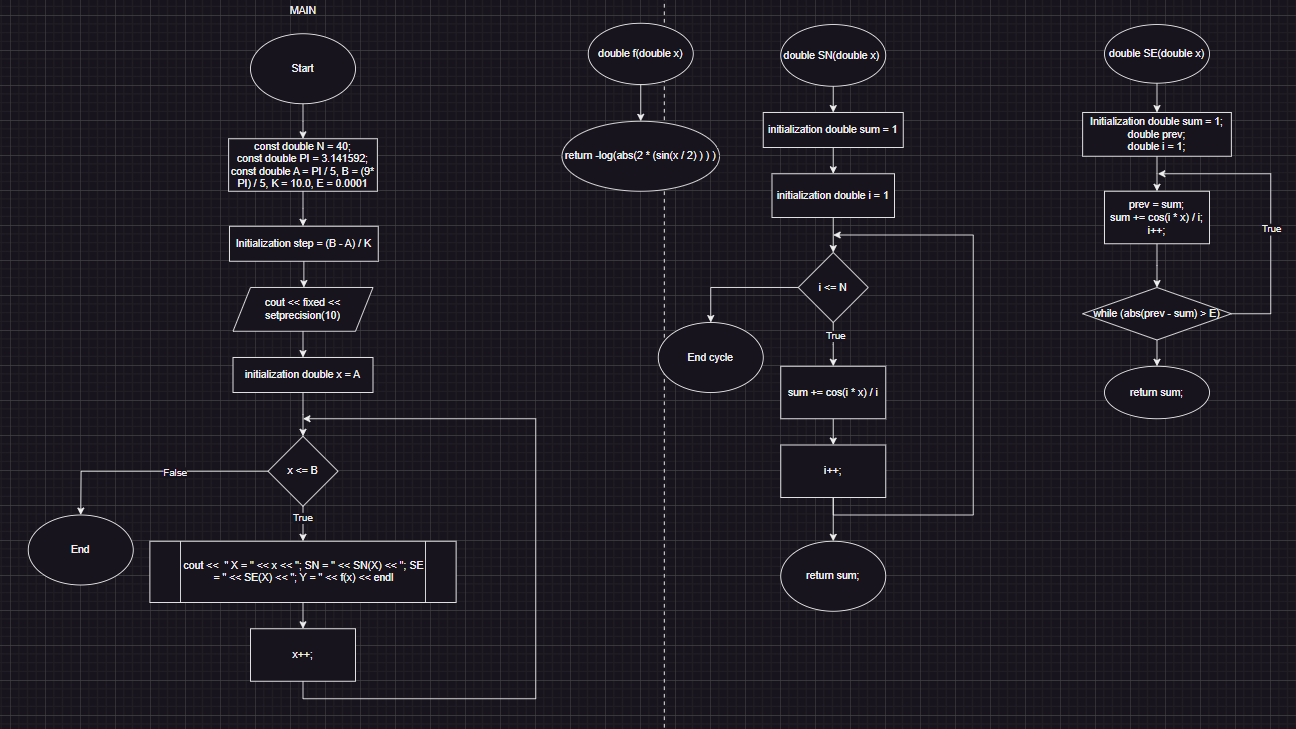 MAIN
Start
const double N = 40;
const double PI = 3.141592;
const double A = PI / 5, B = (9*
PI) / 5, K = 10.0, E = 0.0001
Initialization step = (B - A) / K
cout << fixed <<
setprecision(10)
initialization double x = A
x <= B
False
True
End
cout << " X = " << x << "; SN = " << SN(X) << "; SE
= " << SE(X) << "; Y = " << f(x) << endl
x++;
double f(double x)
return -log(abs(2 * (sin(x / 2) ) ) )
double SN(double x)
initialization double sum = 1
initialization double i = 1
i <= N
End cycle
True
sum += cos(i * x) / i
i++;
return sum;
double SE(double x)
Initialization double sum = 1;
double prev;
double i = 1;
prev = sum;
sum += cos(i * x) / i;
i++;
True
while (abs(prev - sum) > E)
return sum;